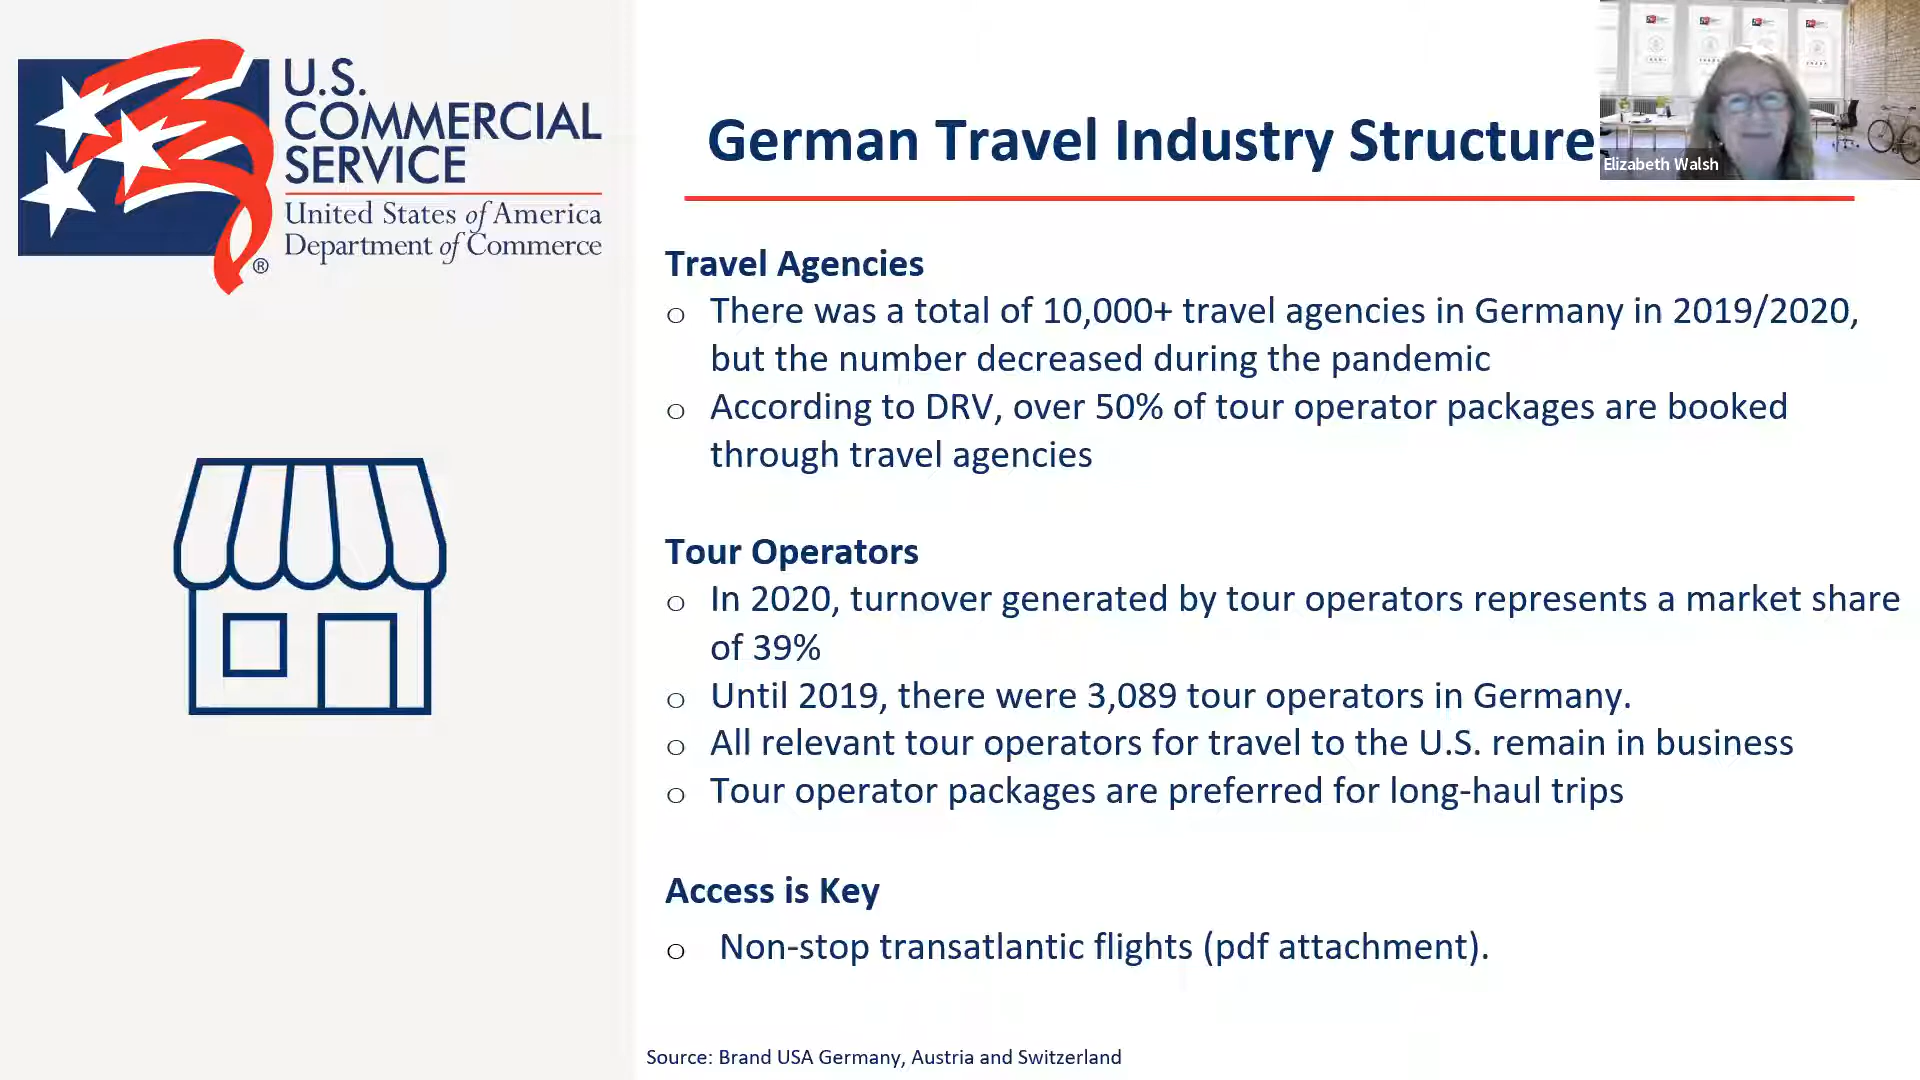 U.S.
COMMERCIAL
SERVICE
United States of America
Department of Commerce
®
German Travel Industry Structure
Elizabeth Walsh
Travel Agencies
o There was a total of 10,000+ travel agencies in Germany in 2019/2020,
but the number decreased during the pandemic
o According to DRV, over 50% of tour operator packages are booked
through travel agencies
Tour Operators
o In 2020, turnover generated by tour operators represents a market share
of 39%
o Until 2019, there were 3,089 tour operators in Germany.
o All relevant tour operators for travel to the U.S. remain in business
o Tour operator packages are preferred for long-haul trips
Access is Key
o Non-stop transatlantic flights (pdf attachment).
Source: Brand USA Germany, Austria and Switzerland